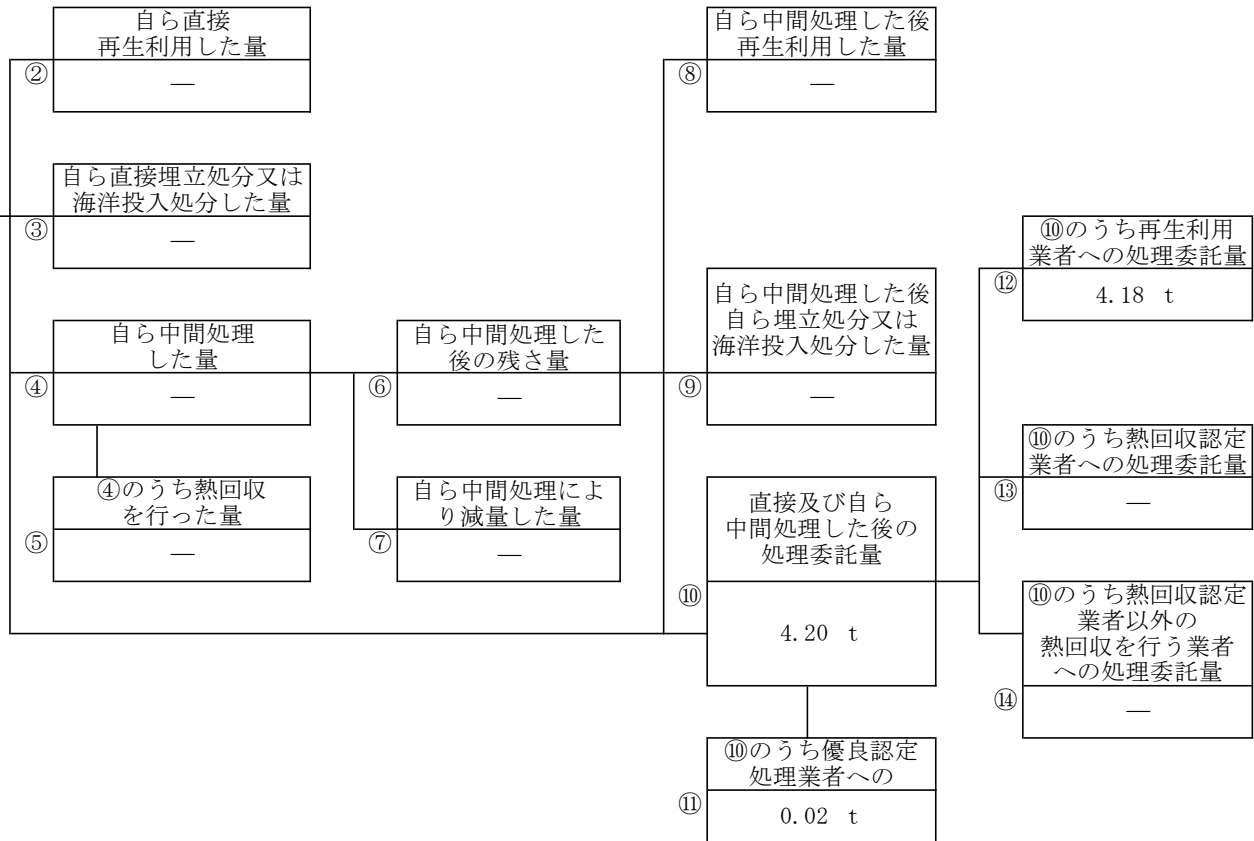 自ら直接
再生利用した量
②
―
自ら直接埋立処分又は
海洋投入処分した量
③
―
自ら中間処理
した量
④
―
④のうち熱回収
を行った量
⑤
―
自ら中間処理した
後の残さ量
⑥
―
自ら中間処理によ
り減量した量
⑦
―
自ら中間処理した後
再生利用した量
⑧
―
自ら中間処理した後
自ら埋立処分又は
海洋投入処分した量
⑨
―
直接及び自ら
中間処理した後の
処理委託量
⑩
4.20 t
⑩のうち優良認定
処理業者への
⑪
0.02 t
⑩のうち再生利用
業者への処理委託量
⑫
4.18 t
⑩のうち熱回収認定
業者への処理委託量
⑬
―
⑩のうち熱回収認定
業者以外の
熱回収を行う業者
への処理委託量
⑭
―